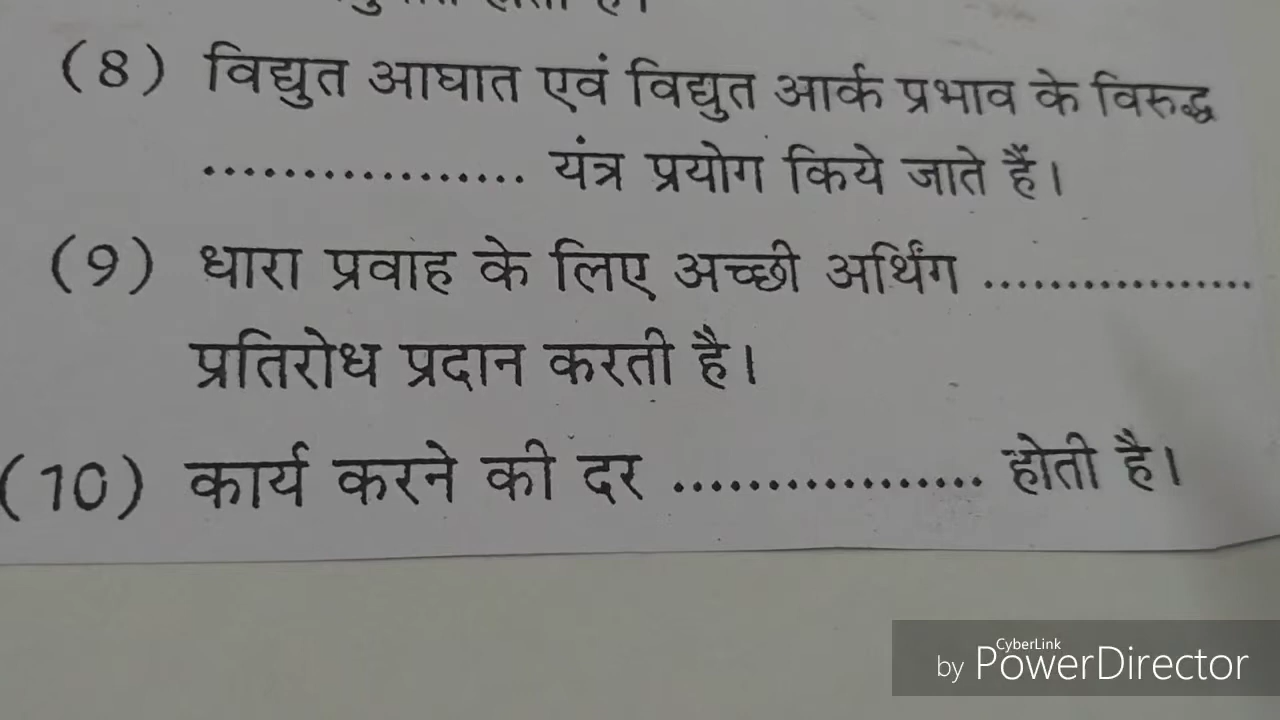 (8) विद्युत आघात एवं विद्युत आर्क प्रभाव के विरुद्ध
................. यंत्र प्रयोग किये जाते हैं।
(9) धारा प्रवाह के लिए अच्छी अर्थिंग .................
प्रतिरोध प्रदान करती है।
(10) कार्य करने की दर ................. होती है।
CyberLink
by PowerDirector